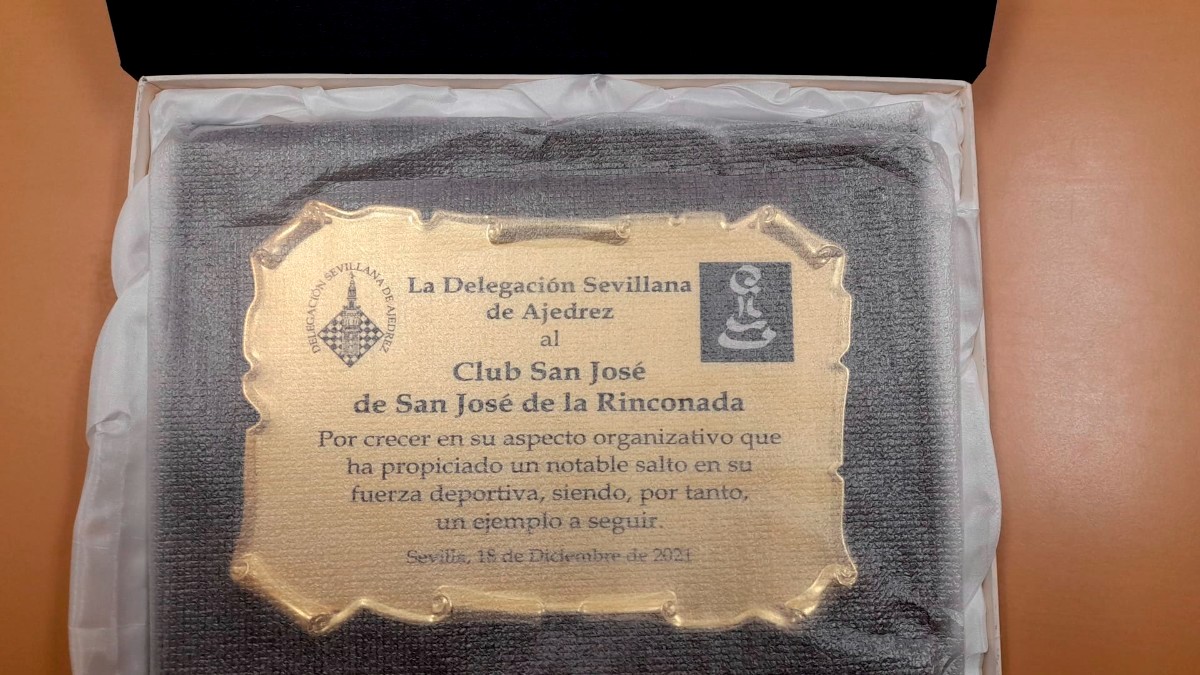 DELEGACIÓN SEVILLANA DE AJEDREZ
La Delegación Sevillana
de Ajedrez
al
Club San José
de San José de la Rinconada
Por crecer en su aspecto organizativo que
ha propiciado un notable salto en su
fuerza deportiva, siendo, por tanto,
un ejemplo a seguir.
Sevilla, 18 de Diciembre de 2021